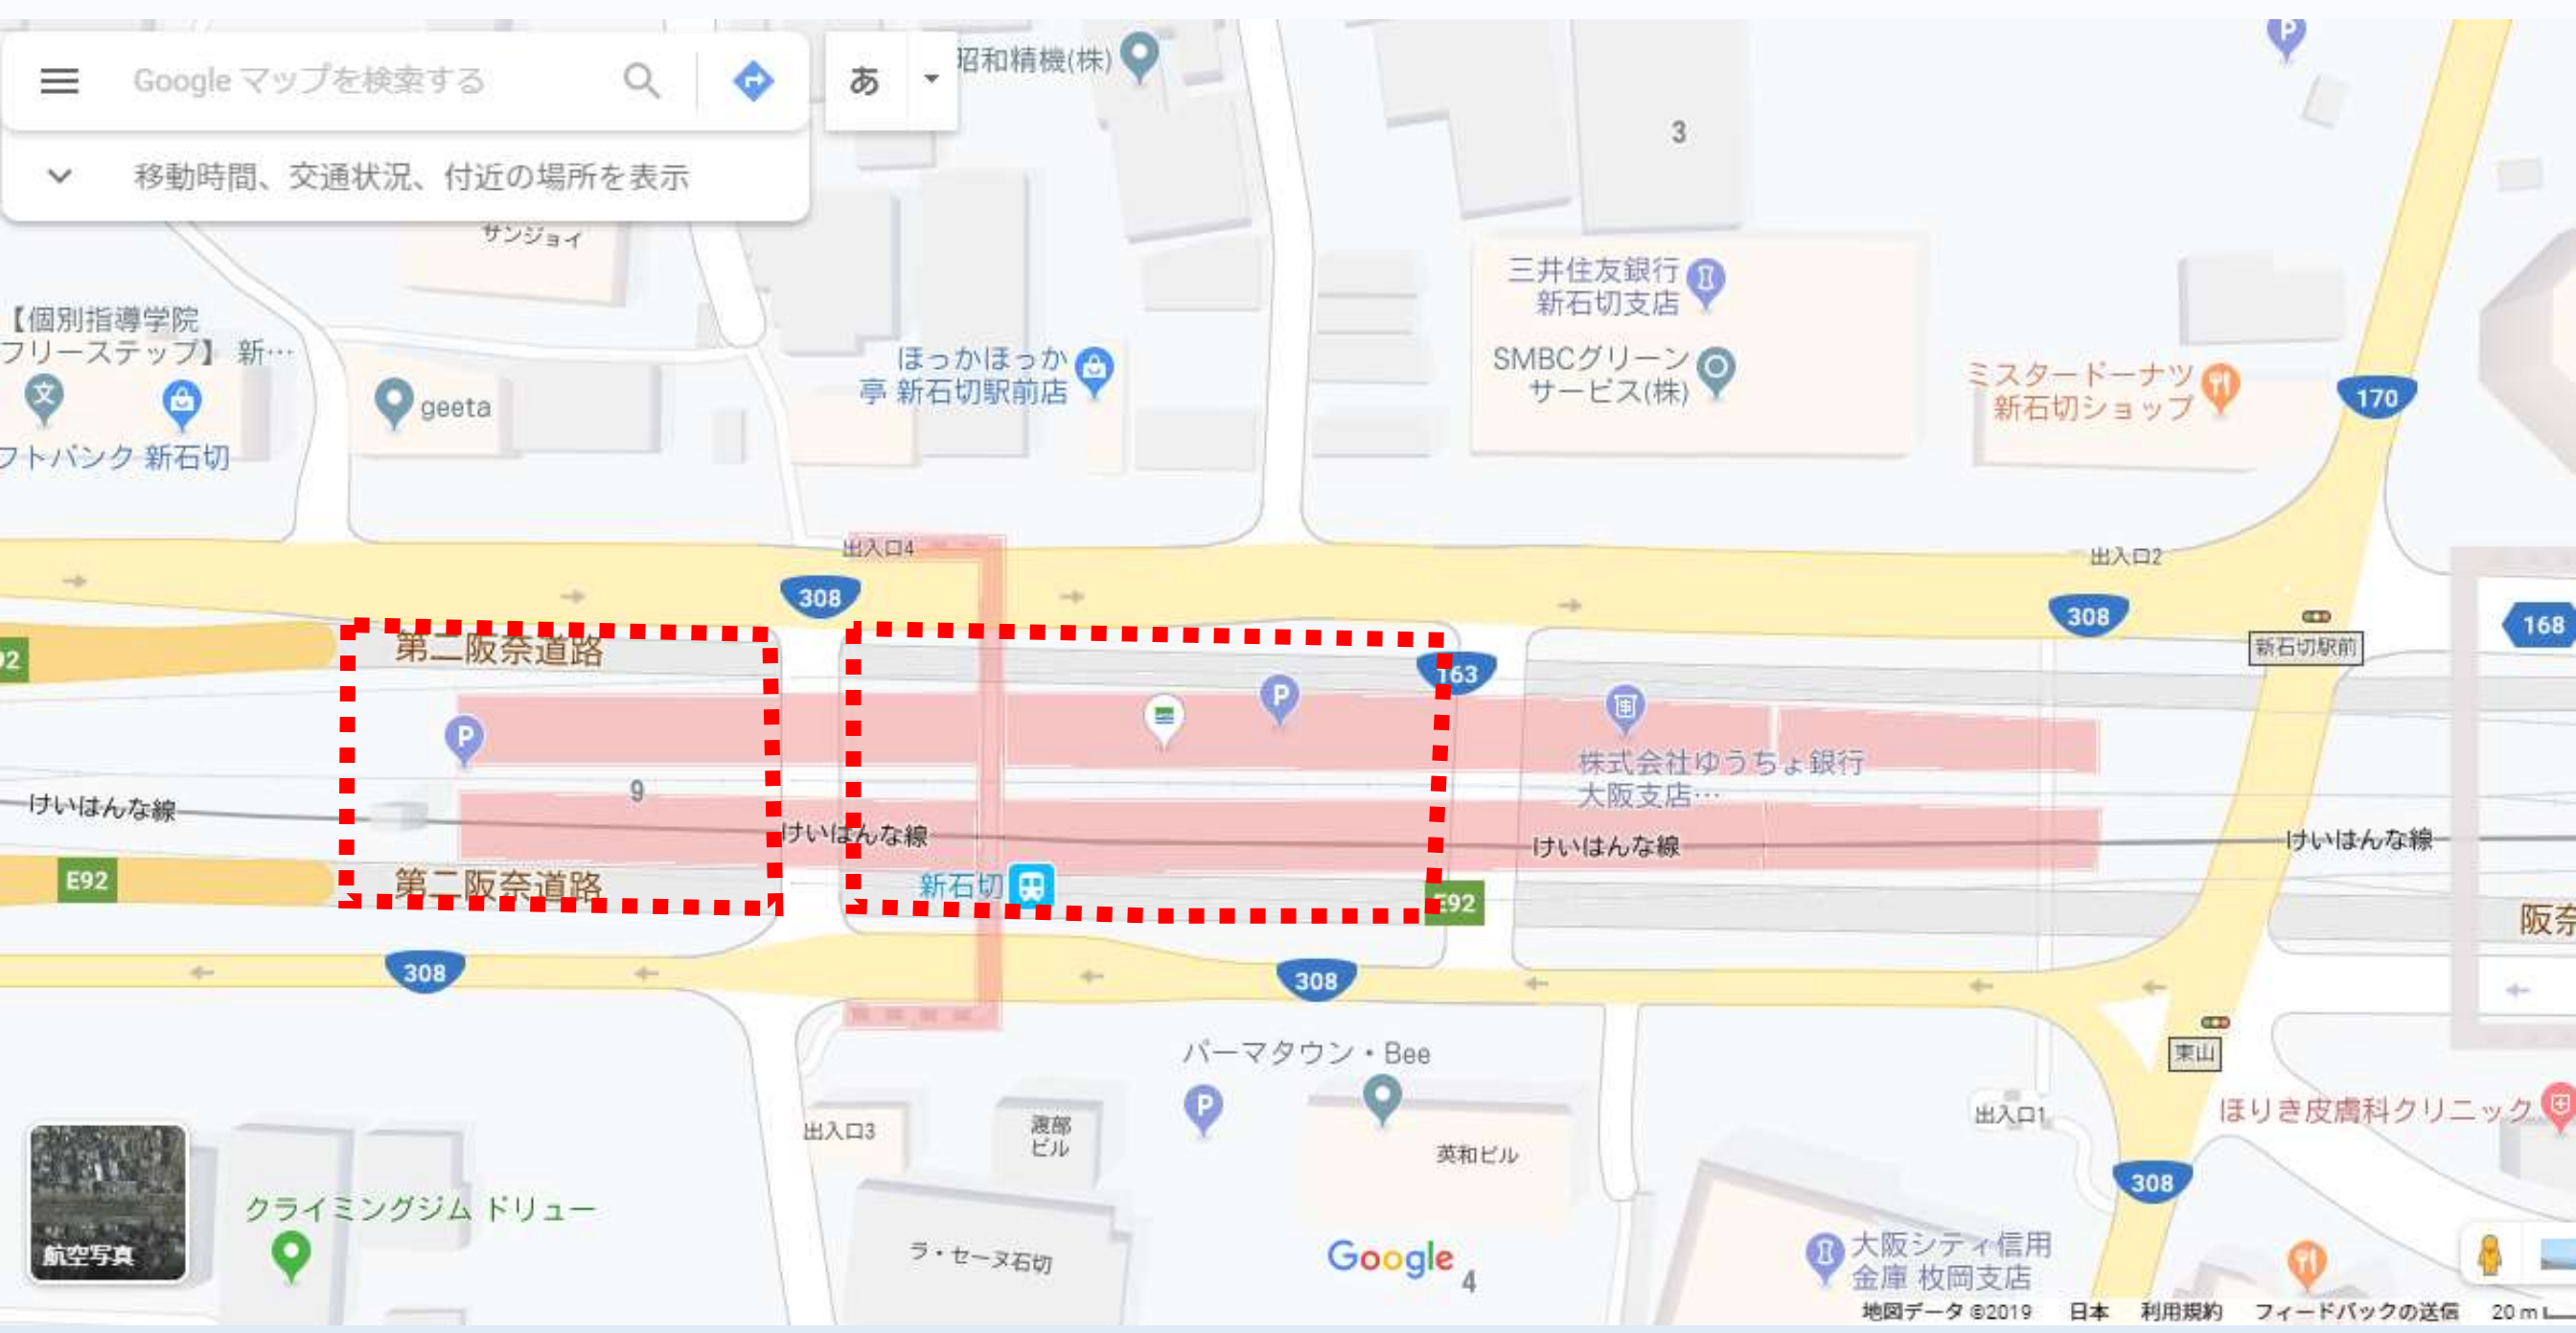 Google マップを検索する
あ
昭和精機(株)
P
3
移動時間、交通状況、付近の場所を表示
サンジョイ
【個別指導学院
フリーステップ】 新…
三井住友銀行
新石切支店
SMBCグリーン
サービス(株)
ほっかほっか
亭 新石切駅前店
ミスタードーナツ
新石切ショップ
170
文
geeta
フトバンク 新石切
出入口4
出入口2
308
308
168
新石切駅前
第二阪奈道路
163
P
P
株式会社ゆうちょ銀行
大阪支店…
9
けいはんな線
けいはんな線
けいはんな線
けいはんな線
E92
第二阪奈道路
新石切
E92
阪奈
308
308
東山
パーマタウン・Bee
P
出入口3
渡部
ビル
英和ビル
出入口1
ほりき皮膚科クリニック
308
クライミングジム ドリュー
航空写真
ラ・セーヌ石切
Google
4
大阪シティ信用
金庫 枚岡支店
地図データ ©2019 日本 利用規約 フィードバックの送信 20 m